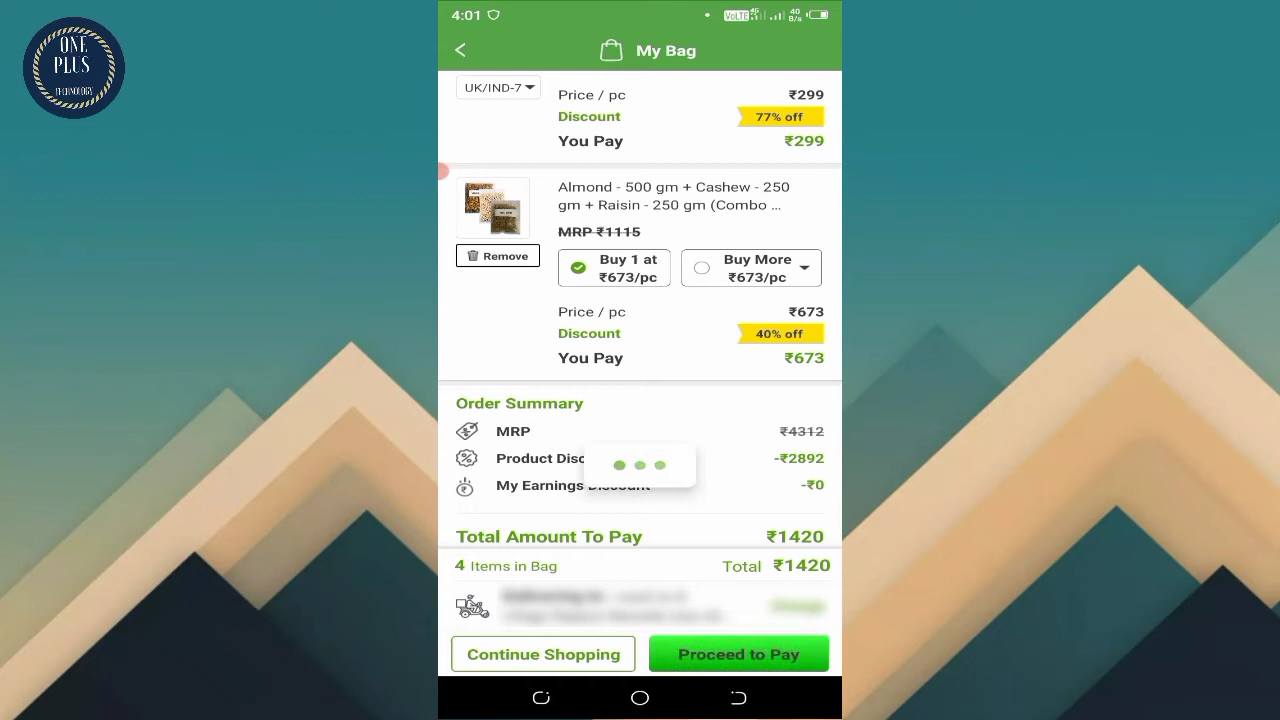 ONE
PLUS
TECHNOLOGY
4:01
VoLTE 4G 40 B/s
My Bag
UK/IND-7
Price / pc ₹299
Discount 77% off
You Pay ₹299
Almond - 500 gm + Cashew - 250
gm + Raisin - 250 gm (Combo ...
MRP ₹1115
Remove
Buy 1 at
₹673/pc
Buy More
₹673/pc
Price / pc ₹673
Discount 40% off
You Pay ₹673
Order Summary
MRP ₹4312
Product Disc -₹2892
My Earnings Discount -₹0
Total Amount To Pay ₹1420
4 Items in Bag Total ₹1420
Continue Shopping Proceed to Pay